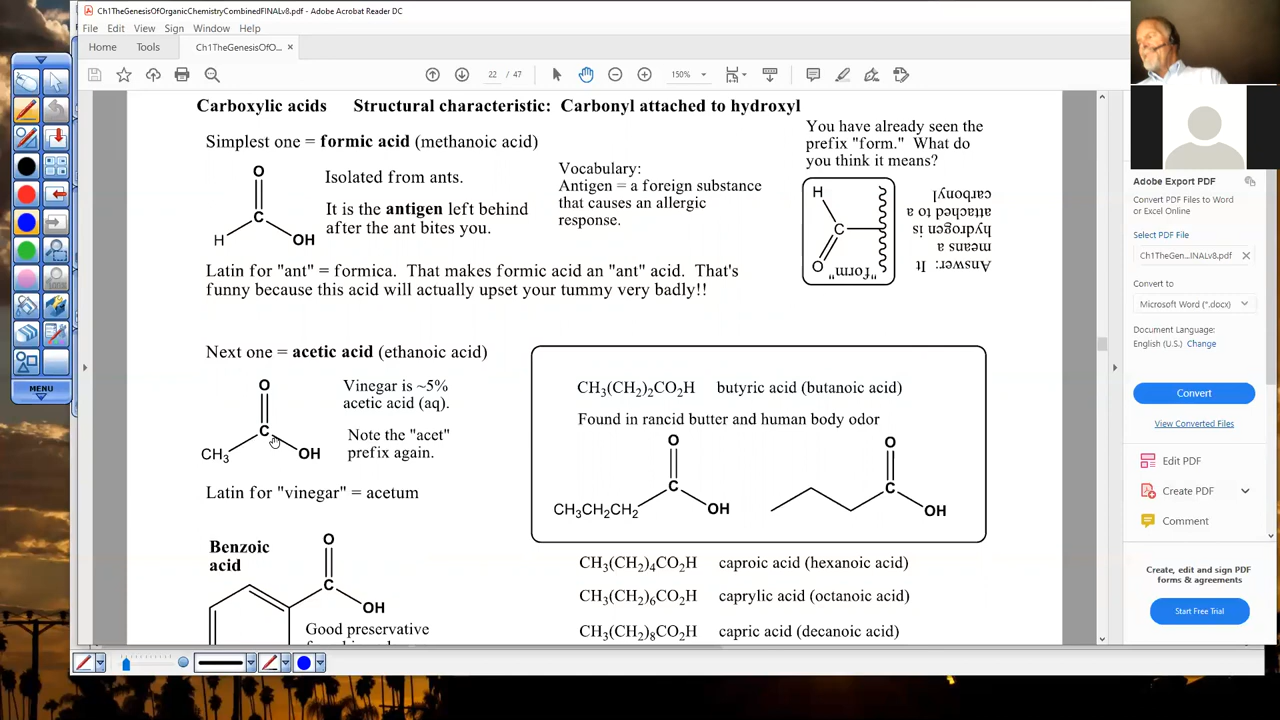 Ch1TheGenesisOfOrganicChemistryCombinedFINALv8.pdf - Adobe Acrobat Reader DC
File Edit View Sign Window Help
Home Tools Ch1TheGenesisOfO... ×
22 / 47 150%
Carboxylic acids Structural characteristic: Carbonyl attached to hydroxyl
Simplest one = formic acid (methanoic acid)
O
C
H OH
Isolated from ants.
It is the antigen left behind
after the ant bites you.
Vocabulary:
Antigen = a foreign substance
that causes an allergic
response.
You have already seen the
prefix "form." What do
you think it means?
H
C
O
"form"
Answer: It
means a
hydrogen is
attached to a
carbonyl
Latin for "ant" = formica. That makes formic acid an "ant" acid. That's
funny because this acid will actually upset your tummy very badly!!
Next one = acetic acid (ethanoic acid)
O
C
CH3 OH
Vinegar is ~5%
acetic acid (aq).
Note the "acet"
prefix again.
Latin for "vinegar" = acetum
CH3(CH2)2CO2H butyric acid (butanoic acid)
Found in rancid butter and human body odor
O O
C C
CH3CH2CH2 OH OH
Benzoic
acid
O
C
OH
Good preservative
CH3(CH2)4CO2H caproic acid (hexanoic acid)
CH3(CH2)6CO2H caprylic acid (octanoic acid)
CH3(CH2)8CO2H capric acid (decanoic acid)
MENU
Adobe Export PDF
Convert PDF Files to Word
or Excel Online
Select PDF File
Ch1TheGen...INALv8.pdf ×
Convert to
Microsoft Word (*.docx)
Document Language:
English (U.S.) Change
Convert
View Converted Files
Edit PDF
Create PDF
Comment
Create, edit and sign PDF
forms & agreements
Start Free Trial